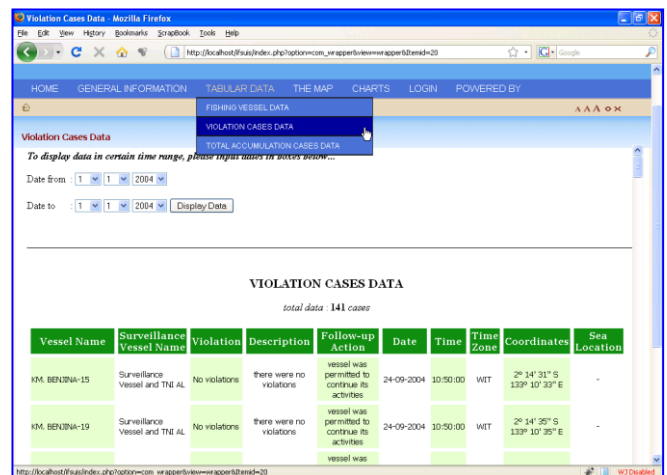 Violation Cases Data - Mozilla Firefox
File Edit View History Bookmarks ScrapBook Tools Help
http://localhost/ifsuis/index.php?option=com_wrapper&view=wrapper&Itemid=20
Google
HOME GENERAL INFORMATION TABULAR DATA THE MAP CHARTS LOGIN POWERED BY
FISHING VESSEL DATA
A A A
VIOLATION CASES DATA
Violation Cases Data
TOTAL ACCUMULATION CASES DATA
To display data in certain time range, please input dates in boxes below...
Date from : 1 1 2004
Date to : 1 1 2004 Display Data
VIOLATION CASES DATA
total data : 141 cases
Vessel Name Surveillance Vessel Name Violation Description Follow-up Action Date Time Time Zone Coordinates Sea Location
KM. BENJINA-15 Surveillance Vessel and TNI AL No violations there were no violations vessel was permitted to continue its activities 24-09-2004 10:50:00 WIT 2° 14' 31" S 133° 10' 33" E -
KM. BENJINA-19 Surveillance Vessel and TNI AL No violations there were no violations vessel was permitted to continue its activities 24-09-2004 10:50:00 WIT 2° 14' 35" S 133° 10' 35" E -
vessel was
http://localhost/ifsuis/index.php?option=com_wrapper&view=wrapper&Itemid=20
WJ Disabled